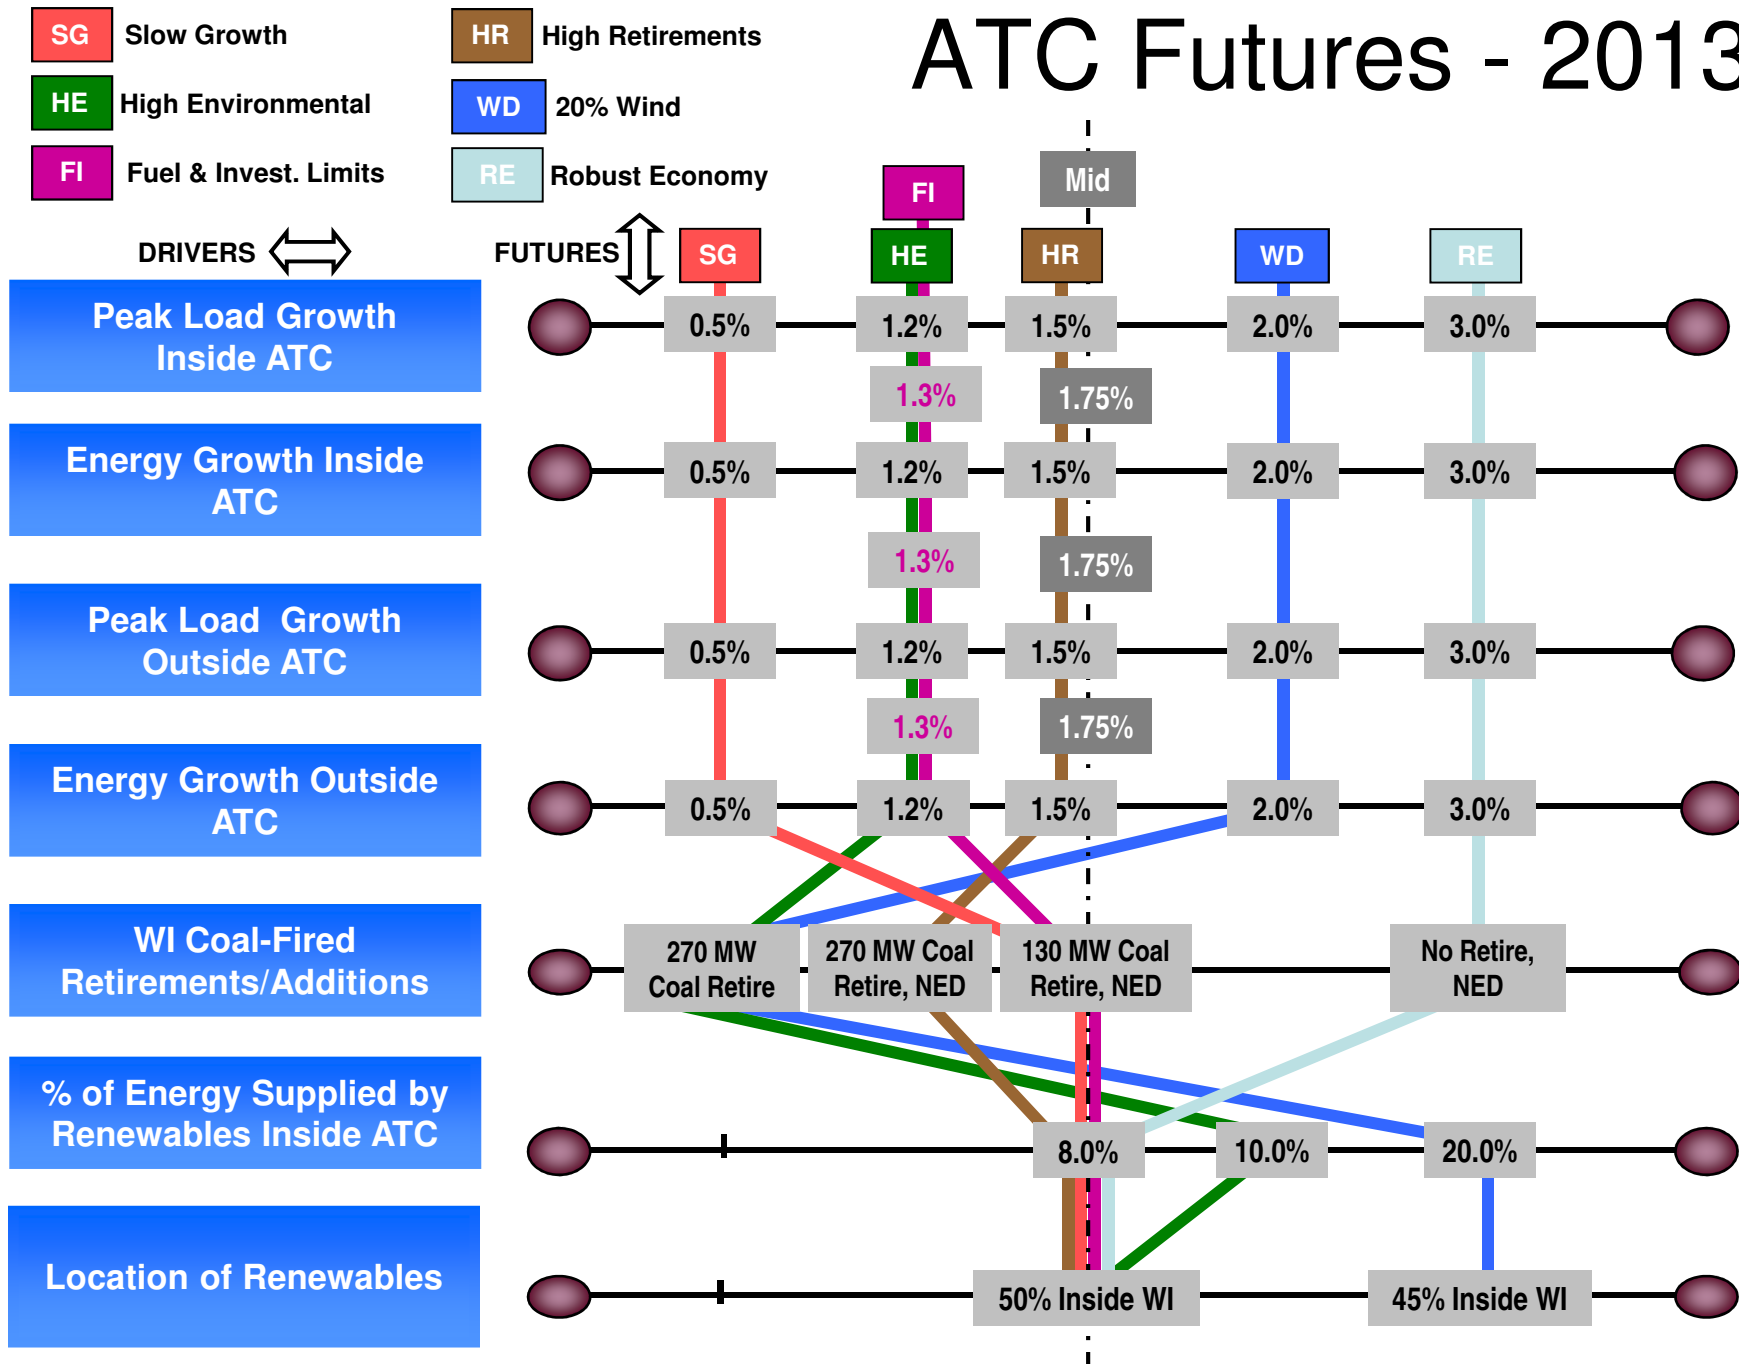 ATC Futures - 2013
SG Slow Growth
HR High Retirements
HE High Environmental
WD 20% Wind
FI Fuel & Invest. Limits
RE Robust Economy
FI
Mid
DRIVERS
FUTURES
SG
HE
HR
WD
RE
Peak Load Growth
Inside ATC
0.5%
1.2%
1.5%
2.0%
3.0%
1.3%
1.75%
Energy Growth Inside
ATC
0.5%
1.2%
1.5%
2.0%
3.0%
1.3%
1.75%
Peak Load Growth
Outside ATC
0.5%
1.2%
1.5%
2.0%
3.0%
1.3%
1.75%
Energy Growth Outside
ATC
0.5%
1.2%
1.5%
2.0%
3.0%
WI Coal-Fired
Retirements/Additions
270 MW
Coal Retire
270 MW Coal
Retire, NED
130 MW Coal
Retire, NED
No Retire,
NED
% of Energy Supplied by
Renewables Inside ATC
8.0%
10.0%
20.0%
Location of Renewables
50% Inside WI
45% Inside WI